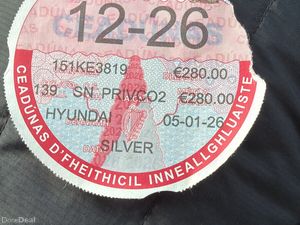 12-26
151KE3819 €280.00
139 SN PRIVCO2 €280.00
HYUNDAI 05-01-26
SILVER
CEADÚNAS D'FHEITHICIL INNEALLGHLUAISTE
DoneDeal